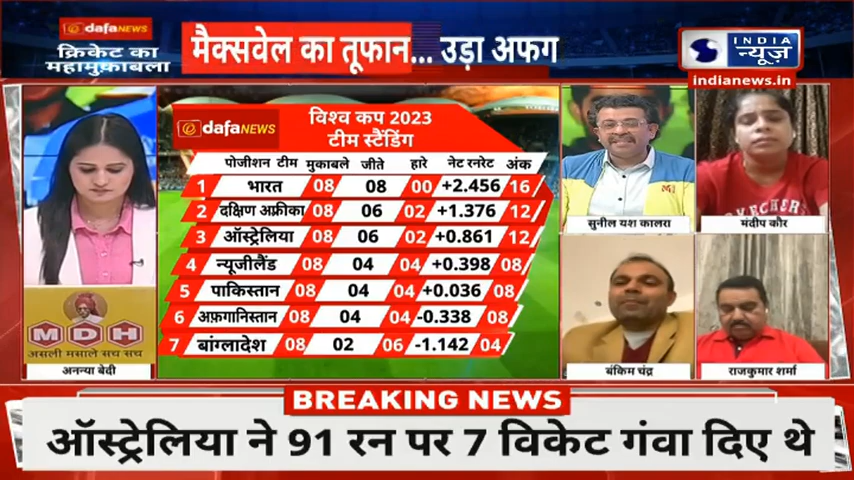 dafaNEWS
क्रिकेट का
महामुक़ाबला
मैक्सवेल का तूफान... उड़ा अफग
INDIA
न्यूज़
indianews.in
dafaNEWS
विश्व कप 2023
टीम स्टैंडिंग
पोजीशन टीम मुकाबले जीते हारे नेट रनरेट अंक
1 भारत 08 08 00 +2.456 16
2 दक्षिण अफ्रीका 08 06 02 +1.376 12
3 ऑस्ट्रेलिया 08 06 02 +0.861 12
4 न्यूजीलैंड 08 04 04 +0.398 08
5 पाकिस्तान 08 04 04 +0.036 08
6 अफ़गानिस्तान 08 04 04 -0.338 08
7 बांग्लादेश 08 02 06 -1.142 04
सुनील यश कालरा
मंदीप कौर
MDH
असली मसाले सच सच
अनन्या बेदी
बंकिम चंद्र
राजकुमार शर्मा
BREAKING NEWS
ऑस्ट्रेलिया ने 91 रन पर 7 विकेट गंवा दिए थे